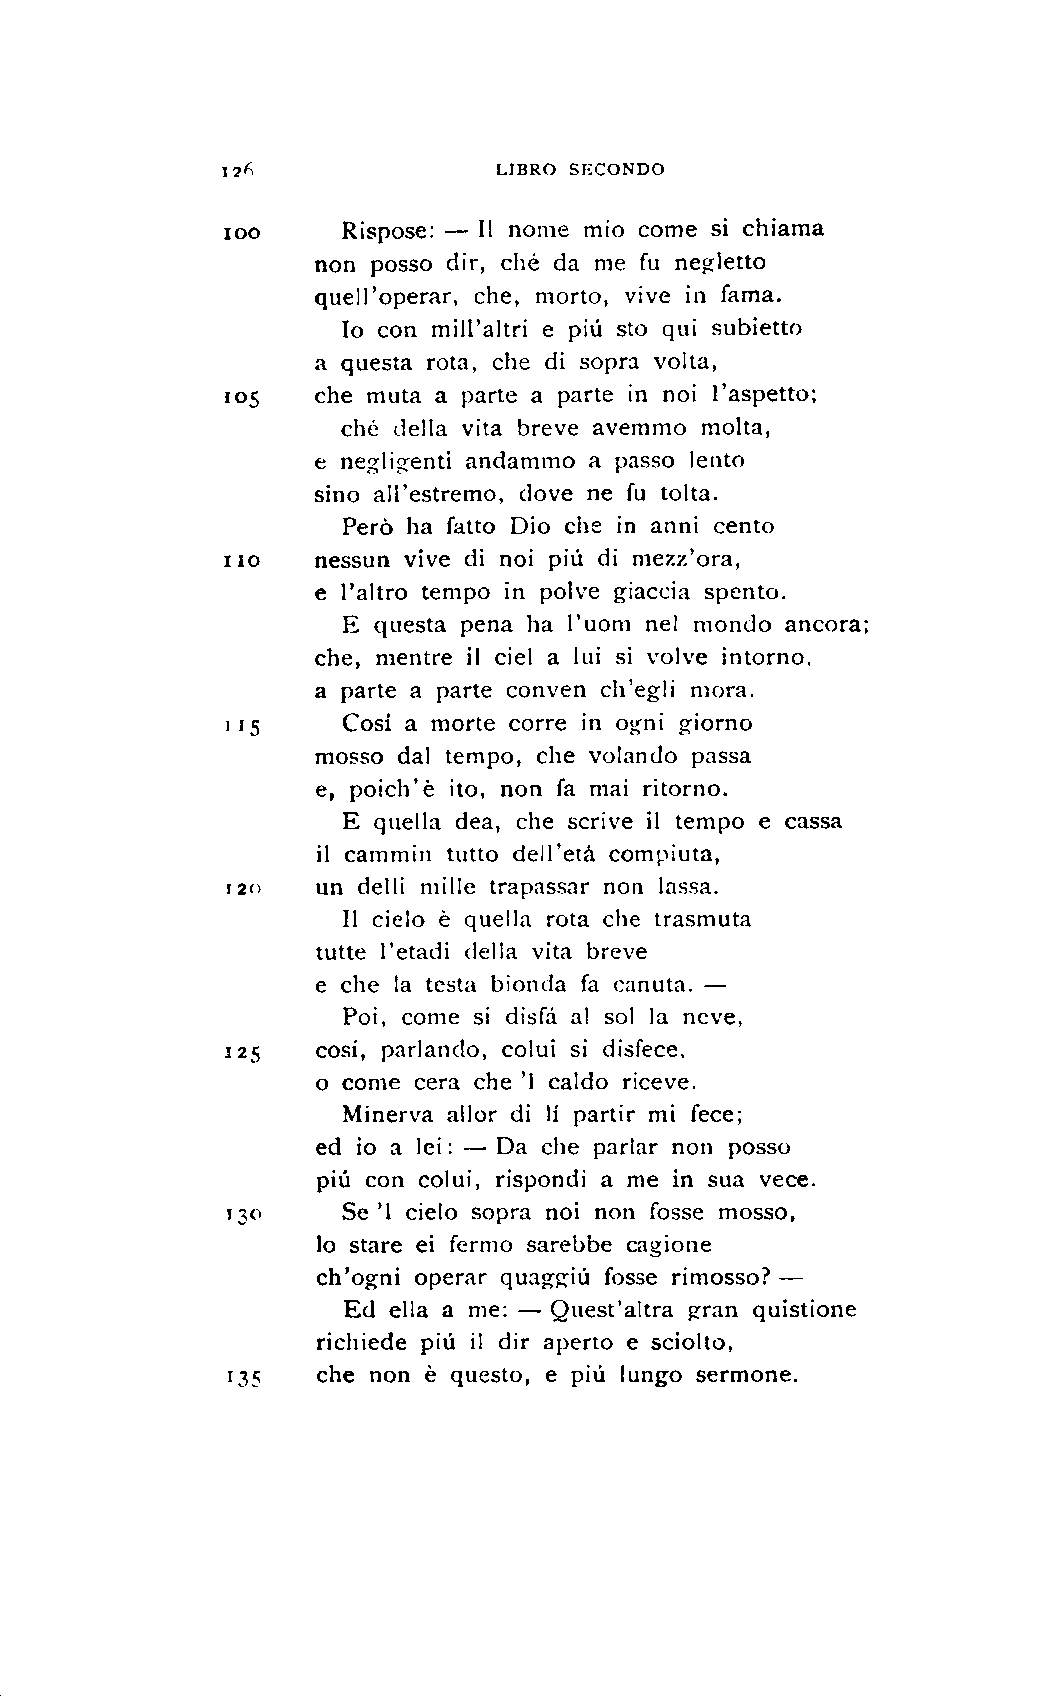 126 LIBRO SECONDO
100 Rispose: — Il nome mio come si chiama
non posso dir, ché da me fu negletto
quell'operar, che, morto, vive in fama.
Io con mill'altri e piú sto qui subietto
a questa rota, che di sopra volta,
105 che muta a parte a parte in noi l'aspetto;
ché della vita breve avemmo molta,
e negligenti andammo a passo lento
sino all'estremo, dove ne fu tolta.
Però ha fatto Dio che in anni cento
110 nessun vive di noi piú di mezz'ora,
e l'altro tempo in polve giaccia spento.
E questa pena ha l'uom nel mondo ancora;
che, mentre il ciel a lui si volve intorno,
a parte a parte conven ch'egli mora.
115 Cosí a morte corre in ogni giorno
mosso dal tempo, che volando passa
e, poich'è ito, non fa mai ritorno.
E quella dea, che scrive il tempo e cassa
il cammin tutto dell'etá compiuta,
120 un delli mille trapassar non lassa.
Il cielo è quella rota che trasmuta
tutte l'etadi della vita breve
e che la testa bionda fa canuta. —
Poi, come si disfá al sol la neve,
125 cosí, parlando, colui si disfece,
o come cera che 'l caldo riceve.
Minerva allor di lí partir mi fece;
ed io a lei: — Da che parlar non posso
piú con colui, rispondi a me in sua vece.
130 Se 'l cielo sopra noi non fosse mosso,
lo stare ei fermo sarebbe cagione
ch'ogni operar quaggiú fosse rimosso? —
Ed ella a me: — Quest'altra gran quistione
richiede piú il dir aperto e sciolto,
135 che non è questo, e piú lungo sermone.